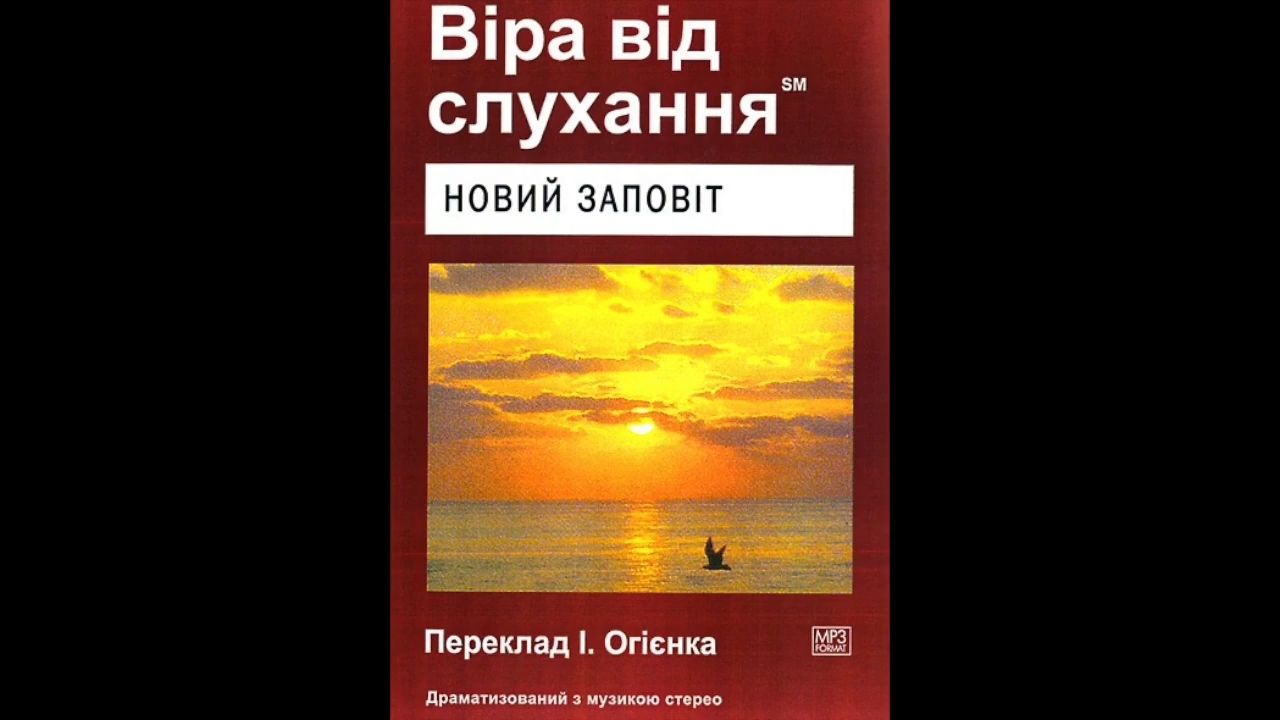 Віра від
слухання SM
НОВИЙ ЗАПОВІТ
Переклад І. Огієнка
MP3
FORMAT
Драматизований з музикою стерео